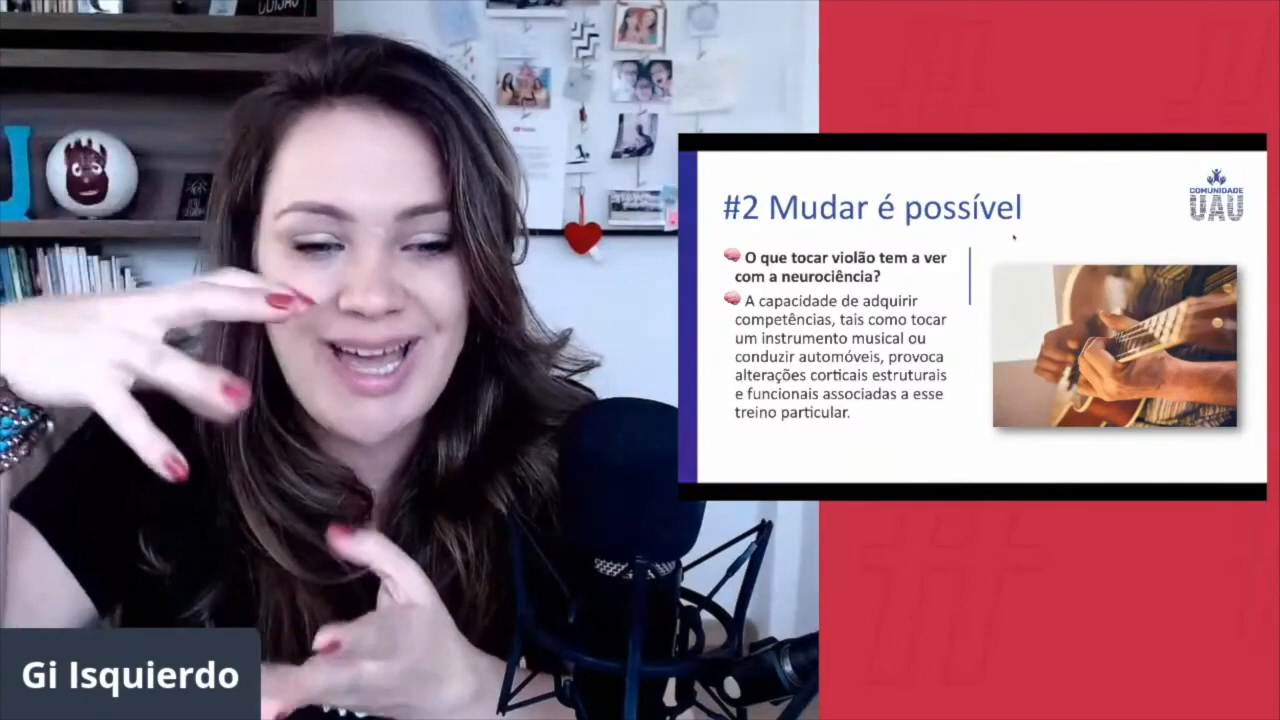 #2 Mudar é possível
COMUNIDADE
UAU
O que tocar violão tem a ver
com a neurociência?
A capacidade de adquirir
competências, tais como tocar
um instrumento musical ou
conduzir automóveis, provoca
alterações corticais estruturais
e funcionais associadas a esse
treino particular.
Gi Isquierdo